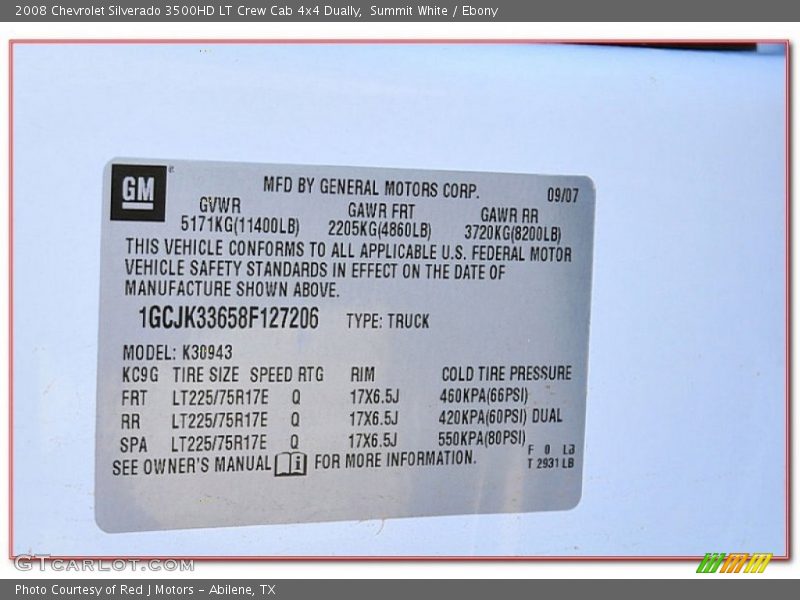 2008 Chevrolet Silverado 3500HD LT Crew Cab 4x4 Dually, Summit White / Ebony
GM ®
MFD BY GENERAL MOTORS CORP. 09/07
GVWR GAWR FRT GAWR RR
5171KG(11400LB) 2205KG(4860LB) 3720KG(8200LB)
THIS VEHICLE CONFORMS TO ALL APPLICABLE U.S. FEDERAL MOTOR
VEHICLE SAFETY STANDARDS IN EFFECT ON THE DATE OF
MANUFACTURE SHOWN ABOVE.
1GCJK33658F127206 TYPE: TRUCK
MODEL: K30943
KC9G TIRE SIZE SPEED RTG RIM COLD TIRE PRESSURE
FRT LT225/75R17E Q 17X6.5J 460KPA(66PSI)
RR LT225/75R17E Q 17X6.5J 420KPA(60PSI) DUAL
SPA LT225/75R17E Q 17X6.5J 550KPA(80PSI)
SEE OWNER'S MANUAL i FOR MORE INFORMATION.
F 0
T 2931 LB
GTCARLOT.COM
Photo Courtesy of Red J Motors – Abilene, TX